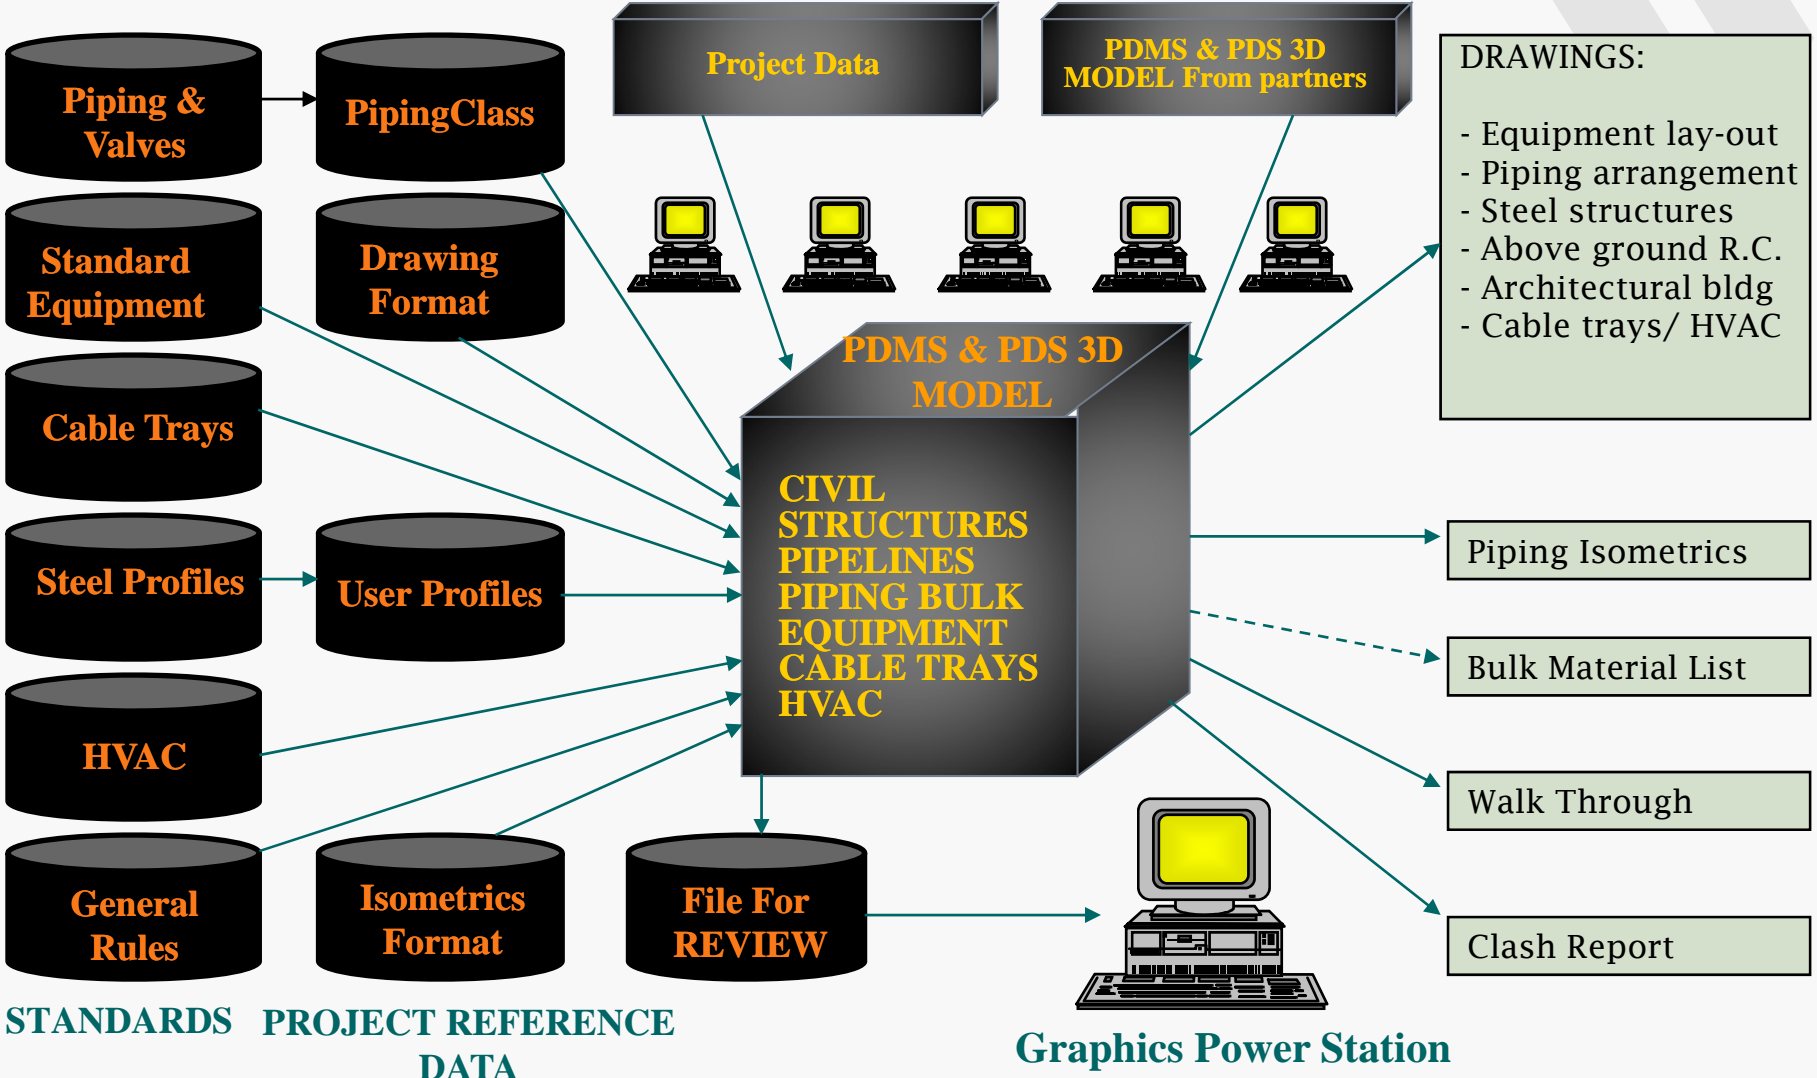 Project Data
PDMS & PDS 3D
MODEL From partners
Piping &
Valves
PipingClass
Standard
Equipment
Drawing
Format
Cable Trays
Steel Profiles
User Profiles
HVAC
General
Rules
Isometrics
Format
File For
REVIEW
STANDARDS
PROJECT REFERENCE
DATA
PDMS & PDS 3D
MODEL
CIVIL
STRUCTURES
PIPELINES
PIPING BULK
EQUIPMENT
CABLE TRAYS
HVAC
Graphics Power Station
DRAWINGS:
- Equipment lay-out
- Piping arrangement
- Steel structures
- Above ground R.C.
- Architectural bldg
- Cable trays/ HVAC
Piping Isometrics
Bulk Material List
Walk Through
Clash Report